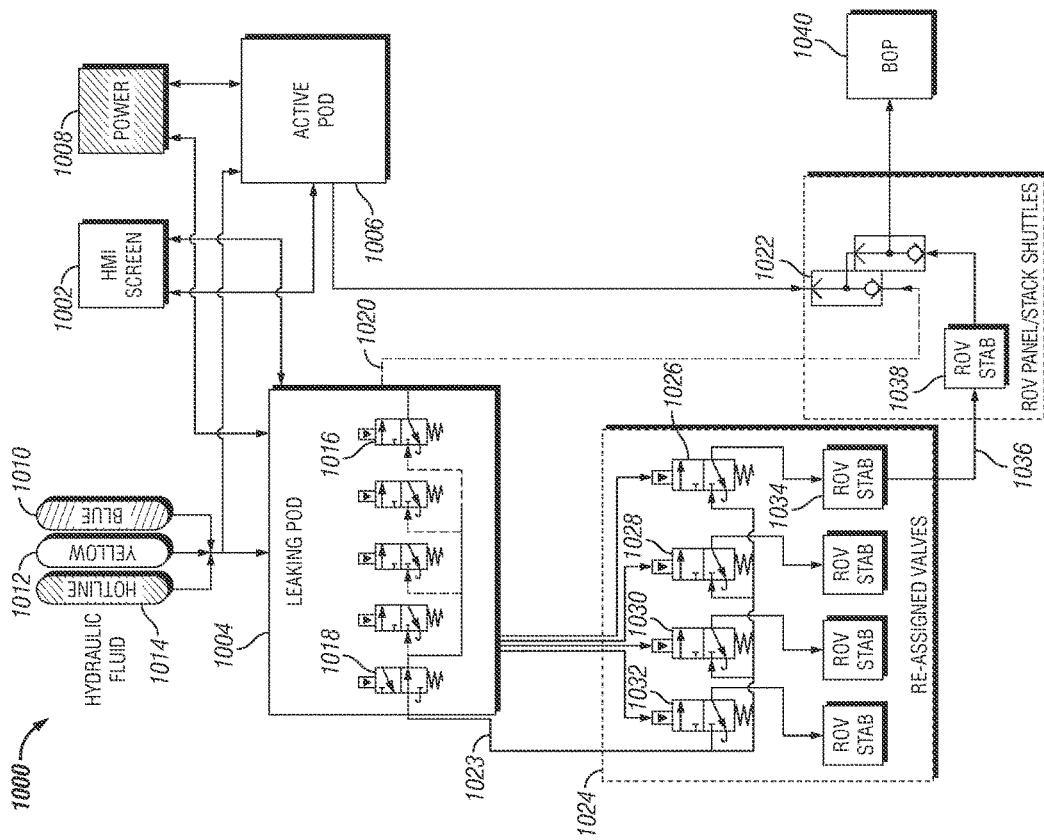 1000
HYDRAULIC
FLUID
HOTLINE
1014
YELLOW
1012
BLUE
1010
HMI
SCREEN
1002
POWER
1008
LEAKING POD
1004
1018
1016
ACTIVE
POD
1006
1020
1023
1024
1032
1030
1028
1026
ROV
STAB
ROV
STAB
ROV
STAB
ROV
STAB
1034
RE-ASSIGNED VALVES
1036
ROV
STAB
1038
1022
ROV PANEL/STACK SHUTTLES
BOP
1040